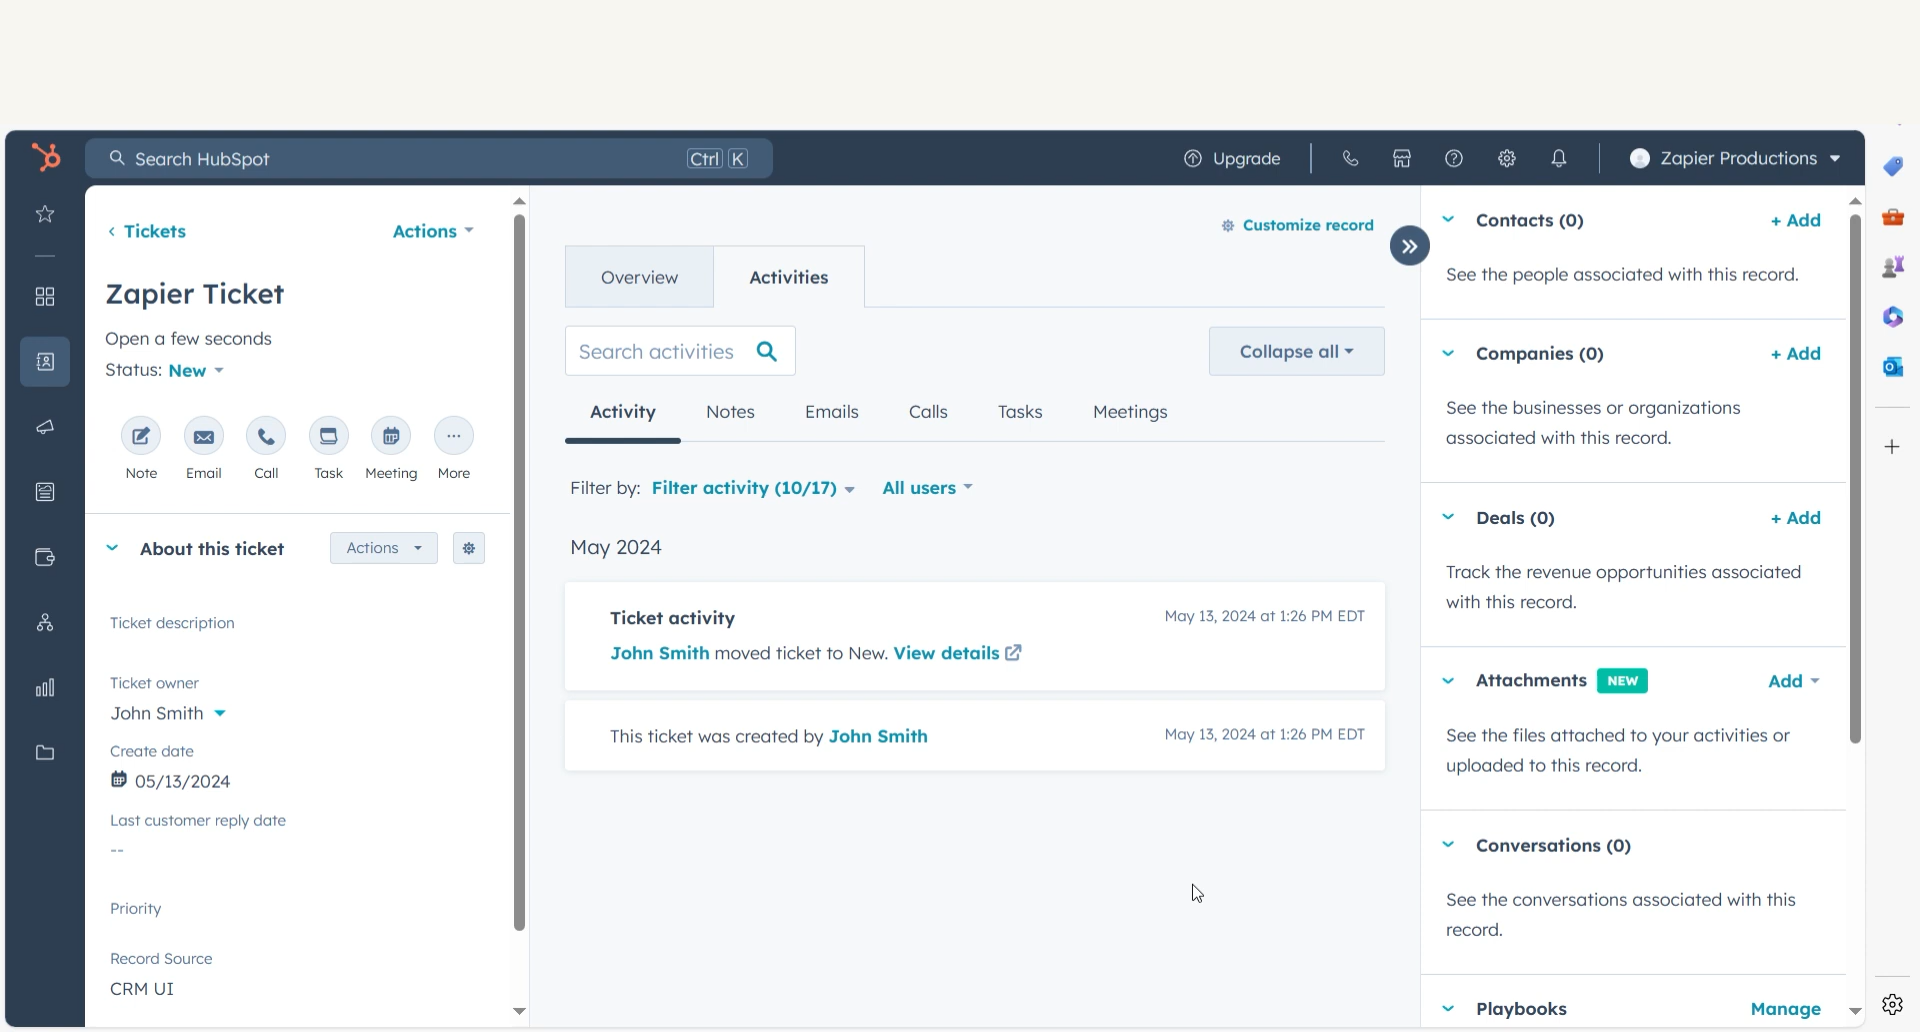 Search HubSpot
Ctrl K
Upgrade
Zapier Productions
Tickets
Actions
Zapier Ticket
Open a few seconds
Status: New
Note
Email
Call
Task
Meeting
More
About this ticket
Actions
Ticket description
Ticket owner
John Smith
Create date
05/13/2024
Last customer reply date
--
Priority
Record Source
CRM UI
Customize record
Overview
Activities
Search activities
Collapse all
Activity
Notes
Emails
Calls
Tasks
Meetings
Filter by: Filter activity (10/17) All users
May 2024
Ticket activity
May 13, 2024 at 1:26 PM EDT
John Smith moved ticket to New. View details
This ticket was created by John Smith
May 13, 2024 at 1:26 PM EDT
Contacts (0)
+ Add
See the people associated with this record.
Companies (0)
+ Add
See the businesses or organizations
associated with this record.
Deals (0)
+ Add
Track the revenue opportunities associated
with this record.
Attachments NEW
Add
See the files attached to your activities or
uploaded to this record.
Conversations (0)
See the conversations associated with this
record.
Playbooks
Manage